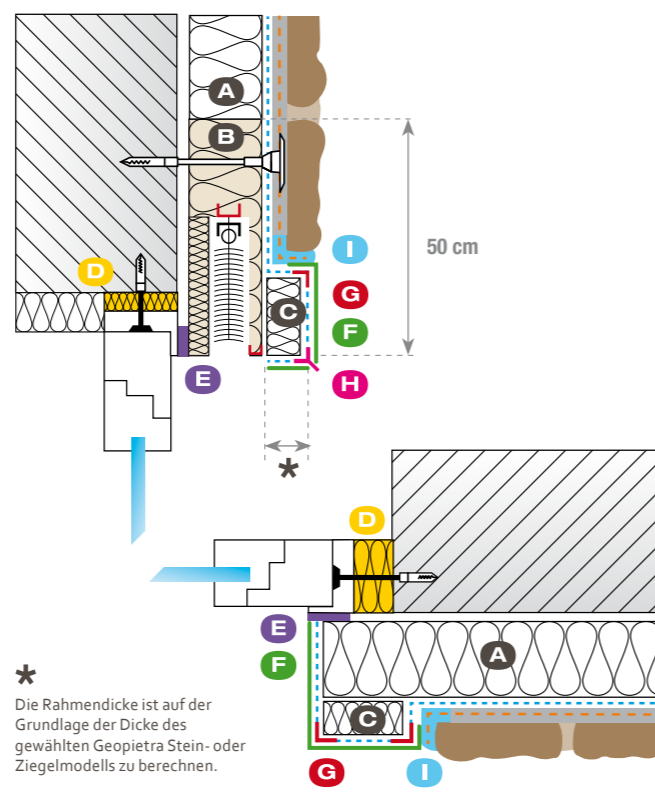 A
B
I
50 cm
D
G
C
F
E
H
*
D
E
A
F
*
C
Die Rahmendicke ist auf der
Grundlage der Dicke des
gewählten Geopietra Stein- oder
Ziegelmodells zu berechnen.
G
I